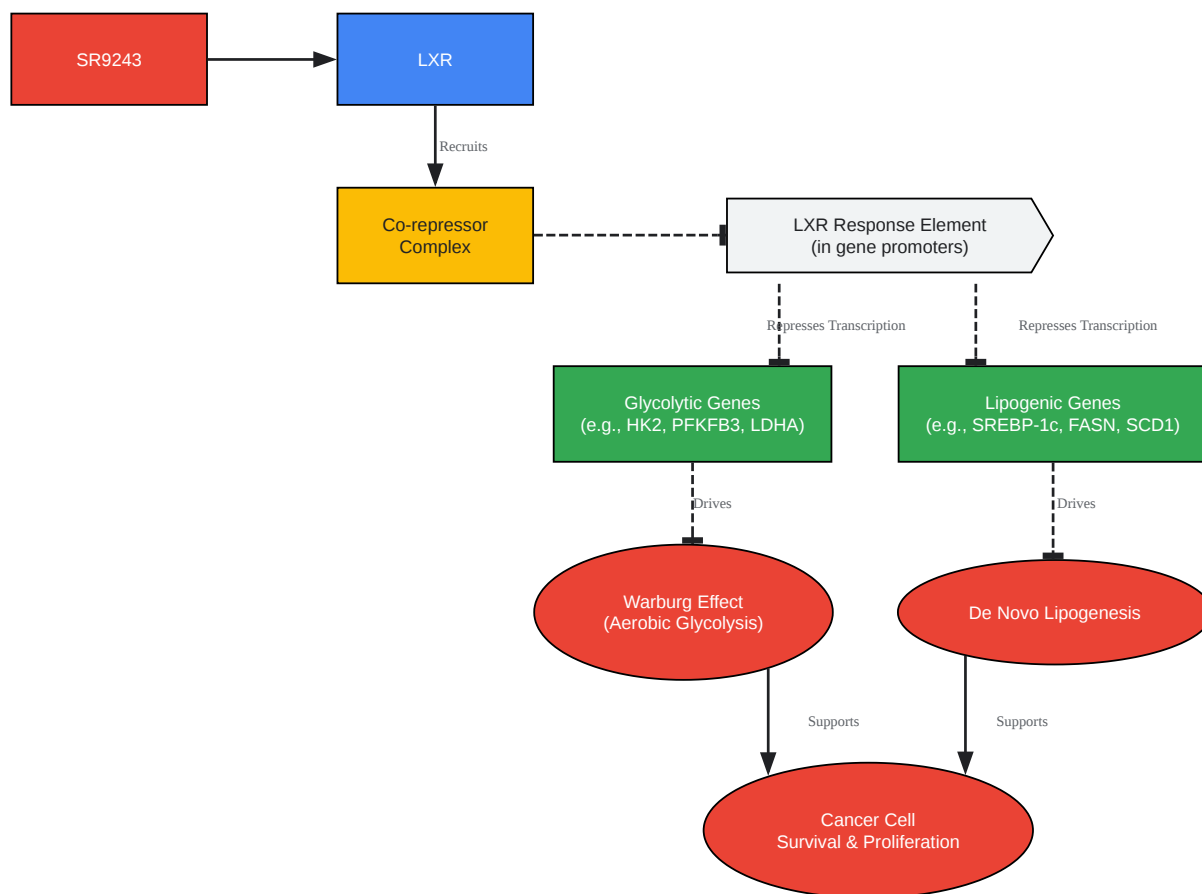 SR9243
LXR
Recruits
Co-repressor
Complex
LXR Response Element
(in gene promoters)
Represses Transcription
Represses Transcription
Glycolytic Genes
(e.g., HK2, PFKFB3, LDHA)
Lipogenic Genes
(e.g., SREBP-1c, FASN, SCD1)
Drives
Drives
Warburg Effect
(Aerobic Glycolysis)
De Novo Lipogenesis
Supports
Supports
Cancer Cell
Survival & Proliferation